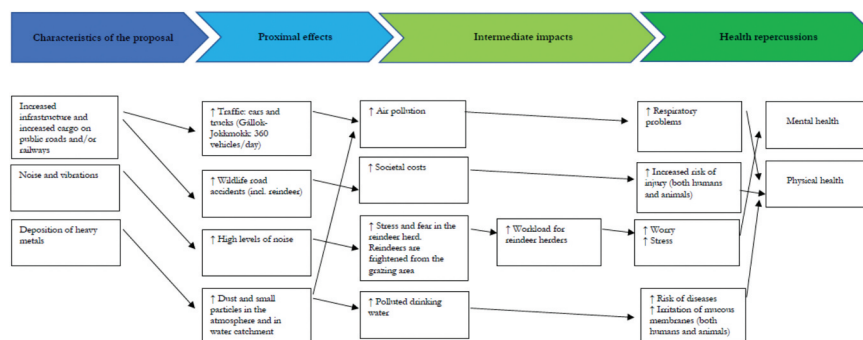 Characteristics of the proposal
Proximal effects
Intermediate impacts
Health repercussions
Increased
infrastructure and
increased cargo on
public roads and/or
railways
Noise and vibrations
Deposition of heavy
metals
↑ Traffic: cars and
trucks (Gállok-
Jokkmokk: 360
vehicles/day)
↑ Wildlife road
accidents (incl. reindeer)
↑ High levels of noise
↑ Dust and small
particles in the
atmosphere and in
water catchment
↑ Air pollution
↑ Societal costs
↑ Stress and fear in the
reindeer herd.
Reindeers are
frightened from the
grazing area
↑ Polluted drinking
water
↑ Workload for
reindeer herders
↑ Respiratory
problems
↑ Increased risk of
injury (both humans
and animals)
↑ Worry
↑ Stress
↑ Risk of diseases
↑ Irritation of mucous
membranes (both
humans and animals)
Mental health
Physical health